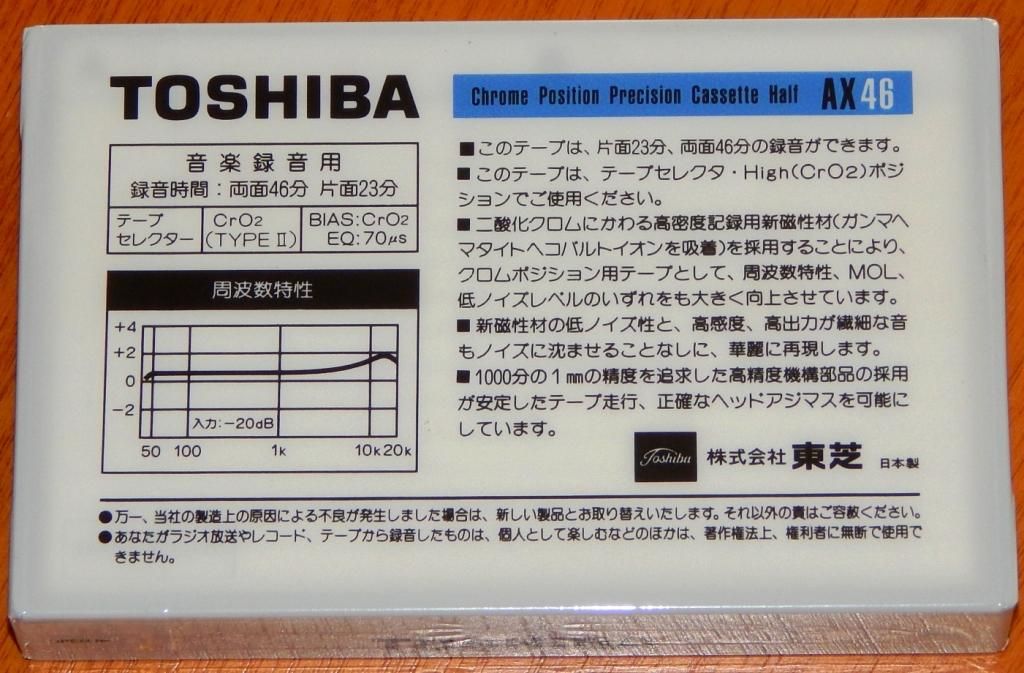 TOSHIBA
Chrome Position Precision Cassette Half AX46
音楽録音用
録音時間:両面46分 片面23分
テープ
セレクター
CrO2
(TYPE II)
BIAS:CrO2
EQ:70μs
周波数特性
+4
+2
0
-2
入力:-20dB
50 100 1k 10k 20k
■このテープは、片面23分、両面46分の録音ができます。
■このテープは、テープセレクタ・High(CrO2)ポジ
ションでご使用ください。
■二酸化クロムにかわる高密度記録用新磁性材(ガンマヘ
マタイトヘコバルトイオンを吸着)を採用することにより、
クロムポジション用テープとして、周波数特性、MOL、
低ノイズレベルのいずれをも大きく向上させています。
■新磁性材の低ノイズ性と、高感度、高出力が繊細な音
もノイズに沈ませることなしに、華麗に再現します。
■1000分の1mmの精度を追求した高精度機構部品の採用
が安定したテープ走行、正確なヘッドアジマスを可能に
しています。
Toshiba 株式会社 東芝 日本製
●万一、当社の製造上の原因による不良が発生しました場合は、新しい製品とお取り替えいたします。それ以外の責はご容赦ください。
●あなたがラジオ放送やレコード、テープから録音したものは、個人として楽しむなどのほかは、著作権法上、権利者に無断で使用で
きません。